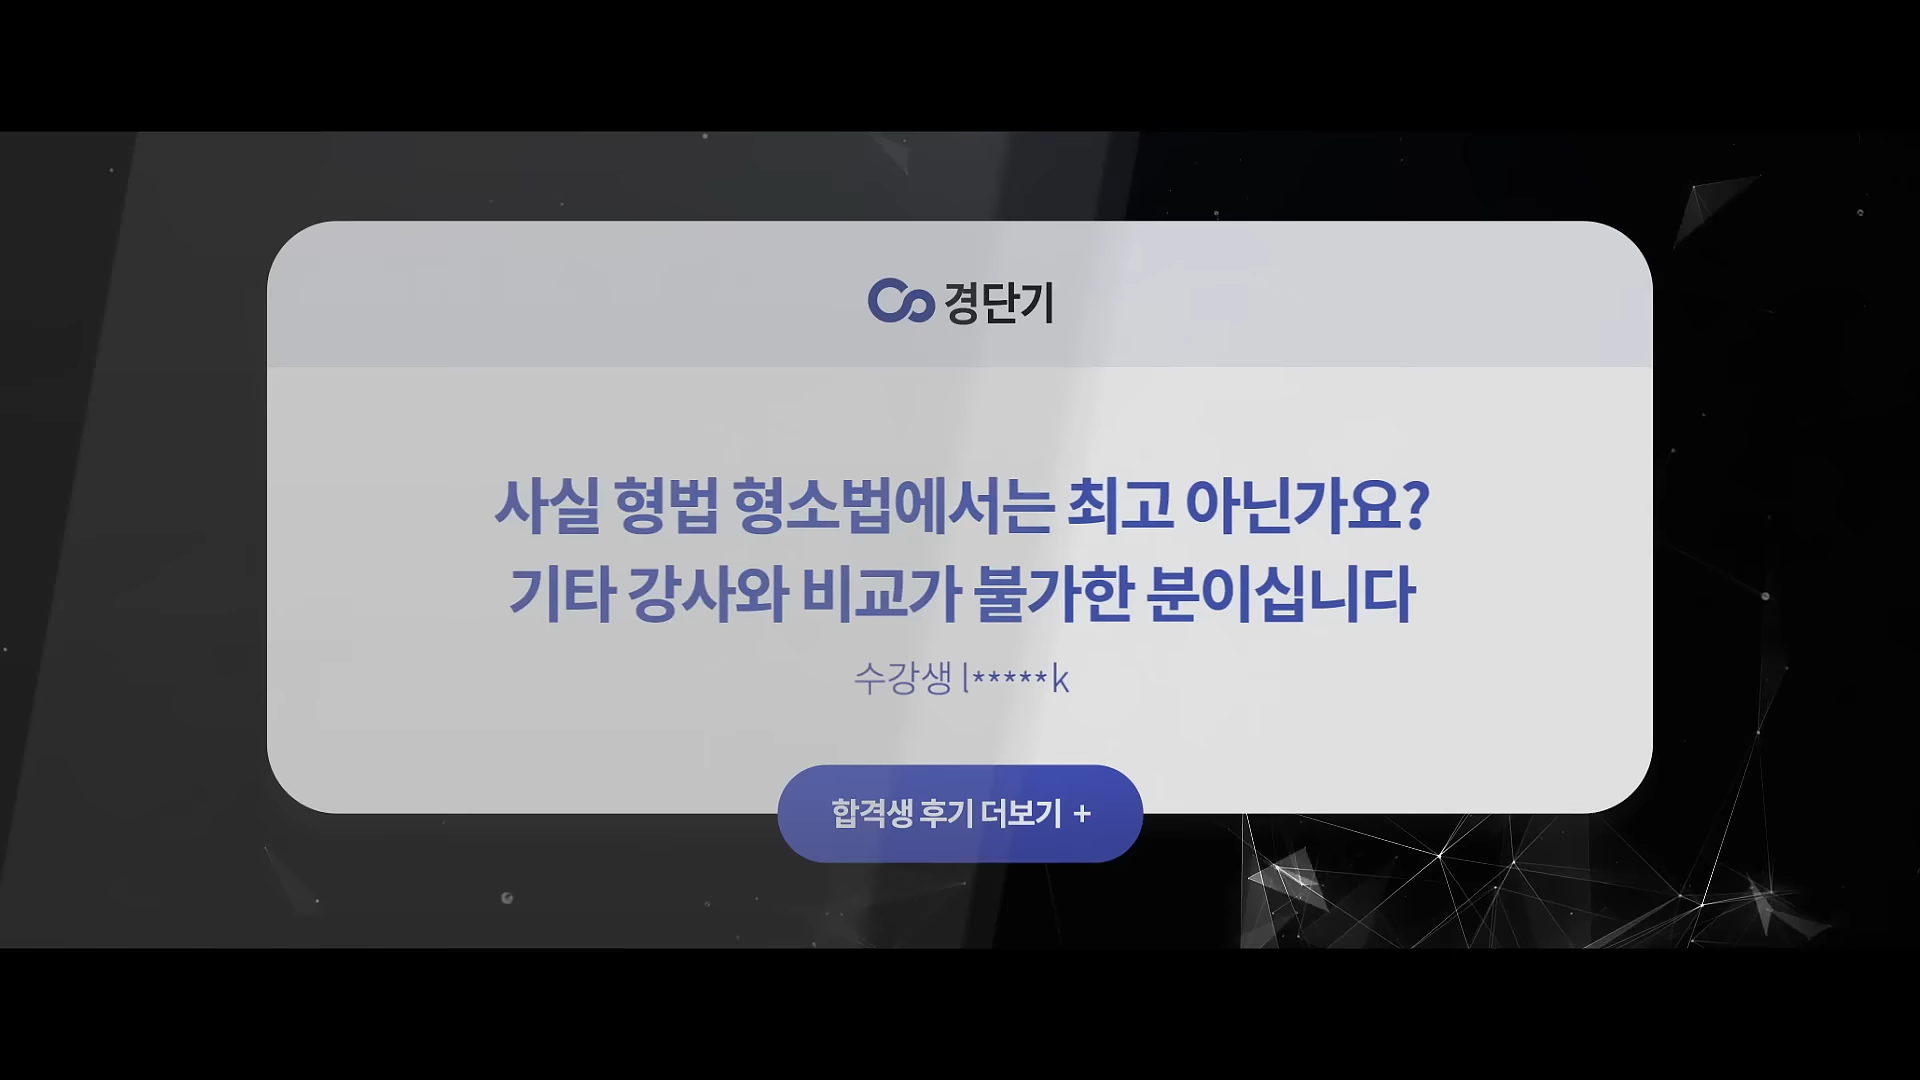 경단기
사실 형법 형소법에서는 최고 아닌가요?
기타 강사와 비교가 불가한 분이십니다
수강생 l*****k
합격생 후기 더보기 +